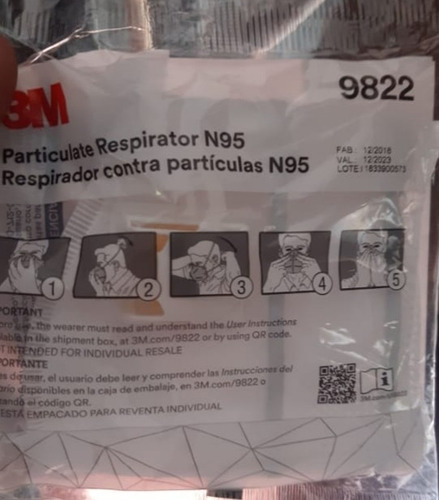 3M
9822
Particulate Respirator N95
Respirador contra partículas N95
FAB.: 12/2018
VAL.: 12/2023
LOTE: 1833900573
1 2 3 4 5
the wearer must read and understand the User Instructions
in the shipment box, at 3M.com/9822 or by using QR code.
INTENDED FOR INDIVIDUAL RESALE
el usuario debe leer y comprender las Instrucciones del
disponibles en la caja de embalaje, en 3M.com/9822 o
el código QR.
ESTÁ EMPACADO PARA REVENTA INDIVIDUAL